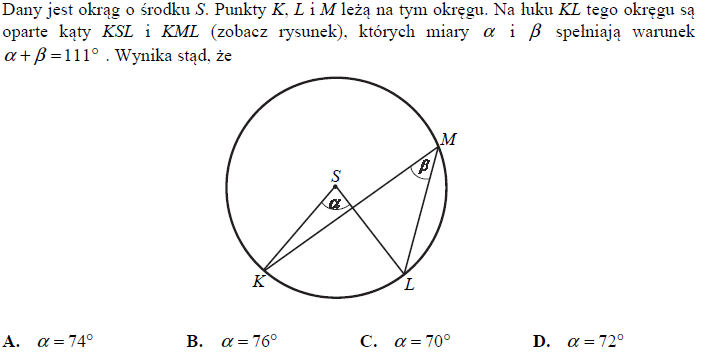 Dany jest okrąg o środku S. Punkty K, L i M leżą na tym okręgu. Na łuku KL tego okręgu są
oparte kąty KSL i KML (zobacz rysunek), których miary α i β spełniają warunek
α + β = 111° . Wynika stąd, że
M
β
S
α
K
L
A. α = 74° B. α = 76° C. α = 70° D. α = 72°